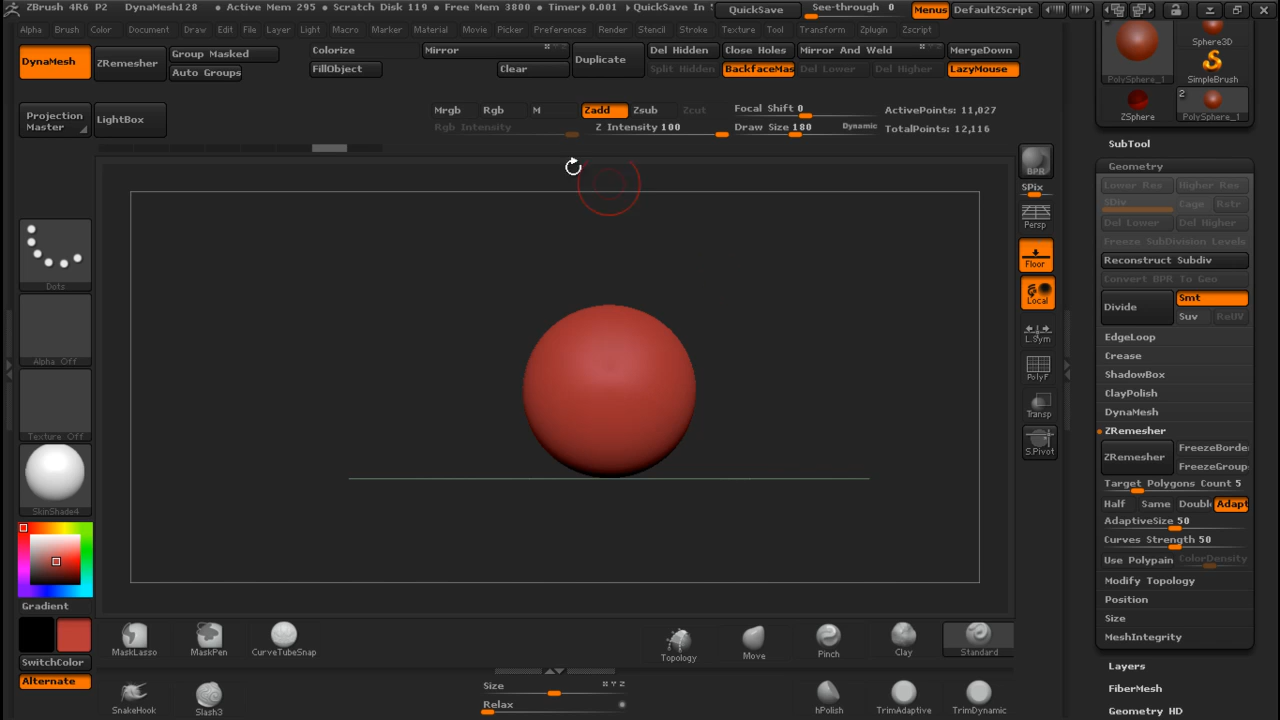 ZBrush 4R6 P2 DynaMesh128 • Active Mem 295 • Scratch Disk 119 • Free Mem 3800 • Timer▸0.001 • QuickSave In
QuickSave See-through 0 Menus DefaultZScript
Alpha Brush Color Document Draw Edit File Layer Light Macro Marker Material Movie Picker Preferences Render Stencil Stroke Texture Tool Transform Zplugin Zscript
DynaMesh
ZRemesher
Group Masked
Auto Groups
Colorize
FillObject
Mirror
Clear
Duplicate
Del Hidden
Split Hidden
Close Holes
BackfaceMas
Mirror And Weld
Del Lower
Del Higher
MergeDown
LazyMouse
Projection
Master
LightBox
Mrgb Rgb M Zadd Zsub Zcut
Rgb Intensity
Z Intensity 100
Focal Shift 0
Draw Size 180 Dynamic
ActivePoints: 11,027
TotalPoints: 12,116
Dots
Alpha Off
Texture Off
SkinShade4
Gradient
SwitchColor
Alternate
BPR
SPix
Persp
Floor
Local
L.Sym
PolyF
Transp
S.Pivot
PolySphere_1
Sphere3D
SimpleBrush
ZSphere
2
PolySphere_1
SubTool
Geometry
Lower Res Higher Res
SDiv Cage Rstr
Del Lower Del Higher
Freeze SubDivision Levels
Reconstruct Subdiv
Convert BPR To Geo
Divide
Smt
Suv ReUV
EdgeLoop
Crease
ShadowBox
ClayPolish
DynaMesh
ZRemesher
ZRemesher
FreezeBorde
FreezeGroup
Target Polygons Count 5
Half Same Doubl Adapt
AdaptiveSize 50
Curves Strength 50
Use Polypain ColorDensity
Modify Topology
Position
Size
MeshIntegrity
Layers
FiberMesh
Geometry HD
MaskLasso MaskPen CurveTubeSnap
Topology Move Pinch Clay Standard
SnakeHook Slash3
Size X Y Z
Relax
hPolish TrimAdaptive TrimDynamic